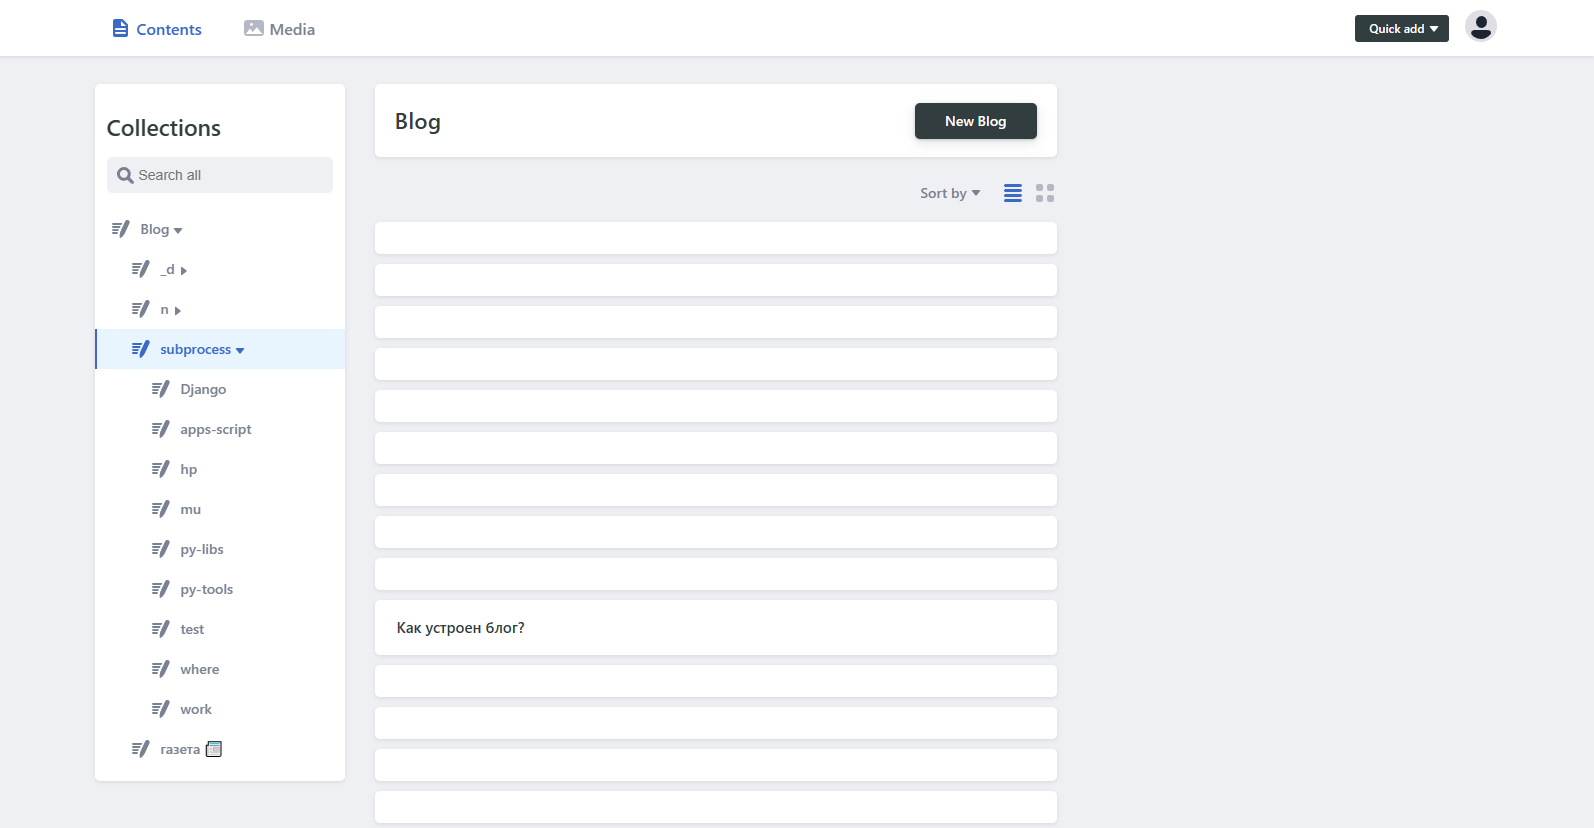 Contents
Media
Quick add
Collections
Search all
Blog
_d
n
subprocess
Django
apps-script
hp
mu
py-libs
py-tools
test
where
work
газета
Blog
New Blog
Sort by
Как устроен блог?